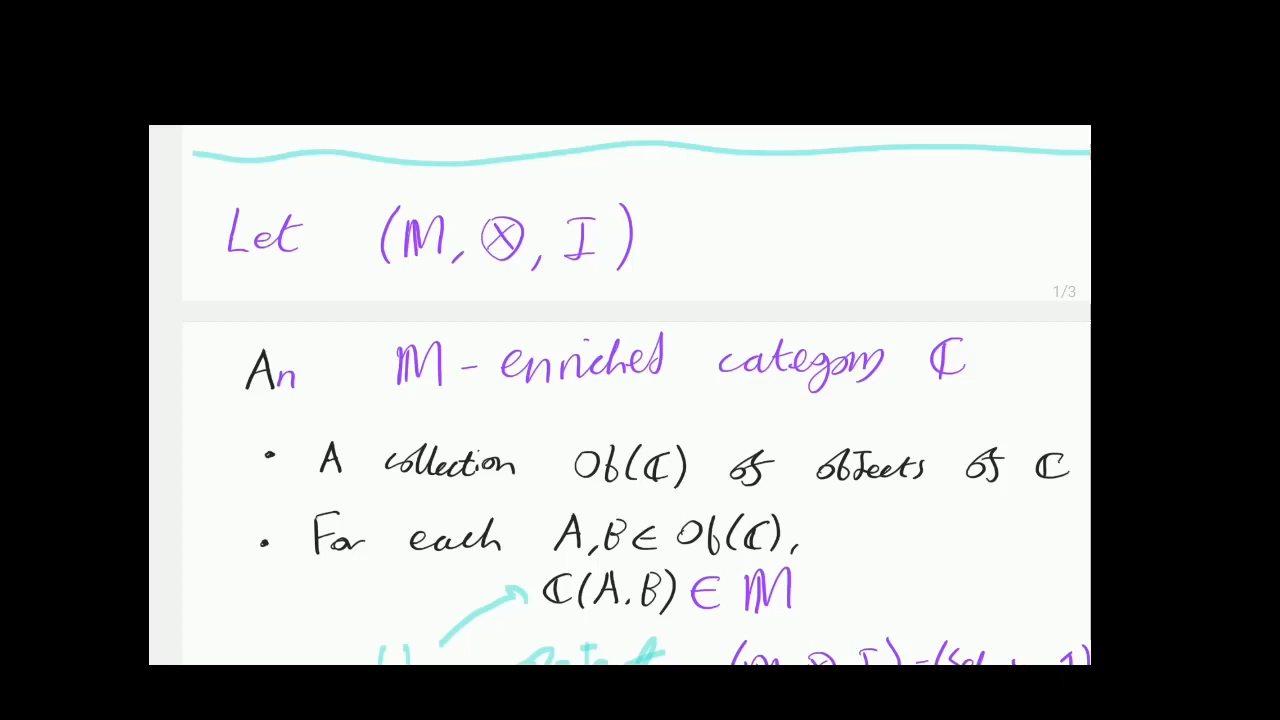 Let (𝕄, ⊗, I)
1/3
An 𝕄-enriched category ℂ
• A collection Ob(ℂ) of objects of ℂ
• For each A, B ∈ Ob(ℂ),
ℂ(A, B) ∈ 𝕄